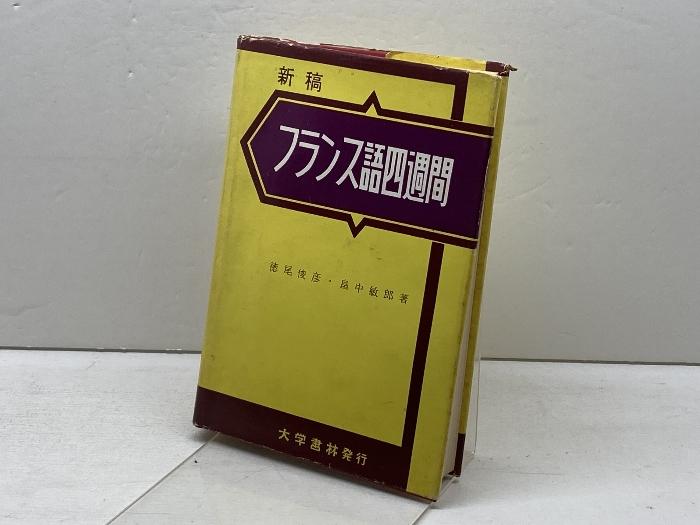 新稿
フランス語四週間
徳尾俊彦・畠中敏郎著
大学書林発行